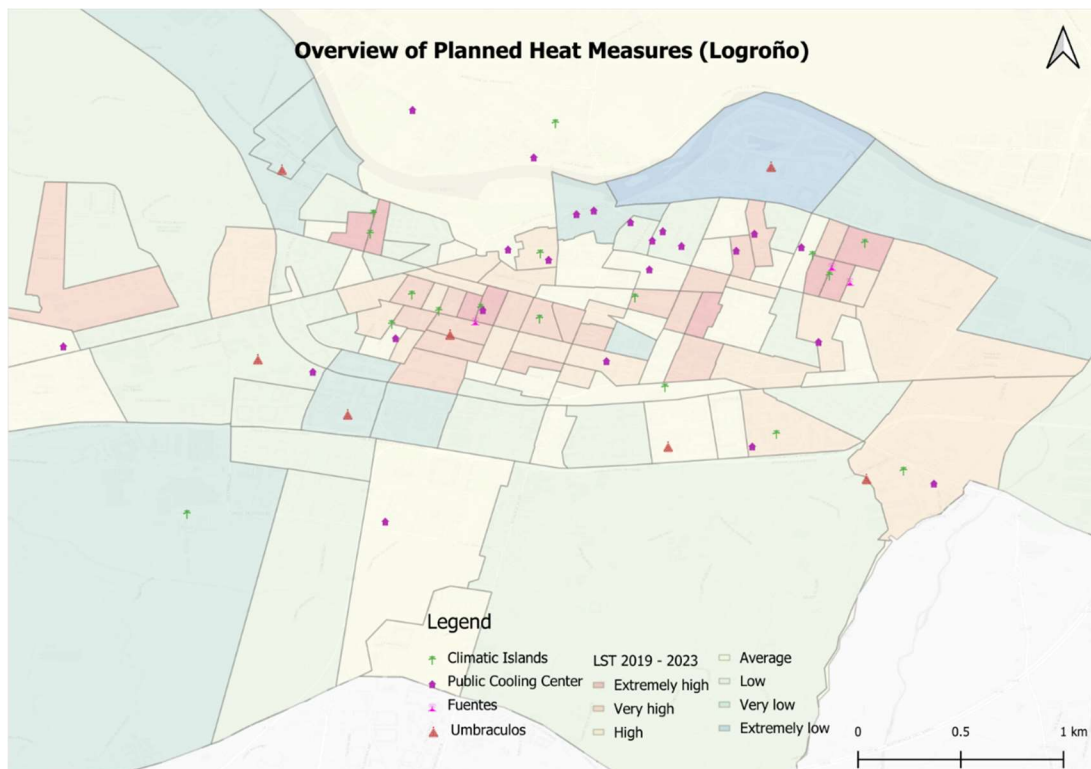 Overview of Planned Heat Measures (Logroño)
Legend
Climatic Islands
Public Cooling Center
Fuentes
Umbraculos
LST 2019 - 2023
Extremely high
Very high
High
Average
Low
Very low
Extremely low
0 0.5 1 km